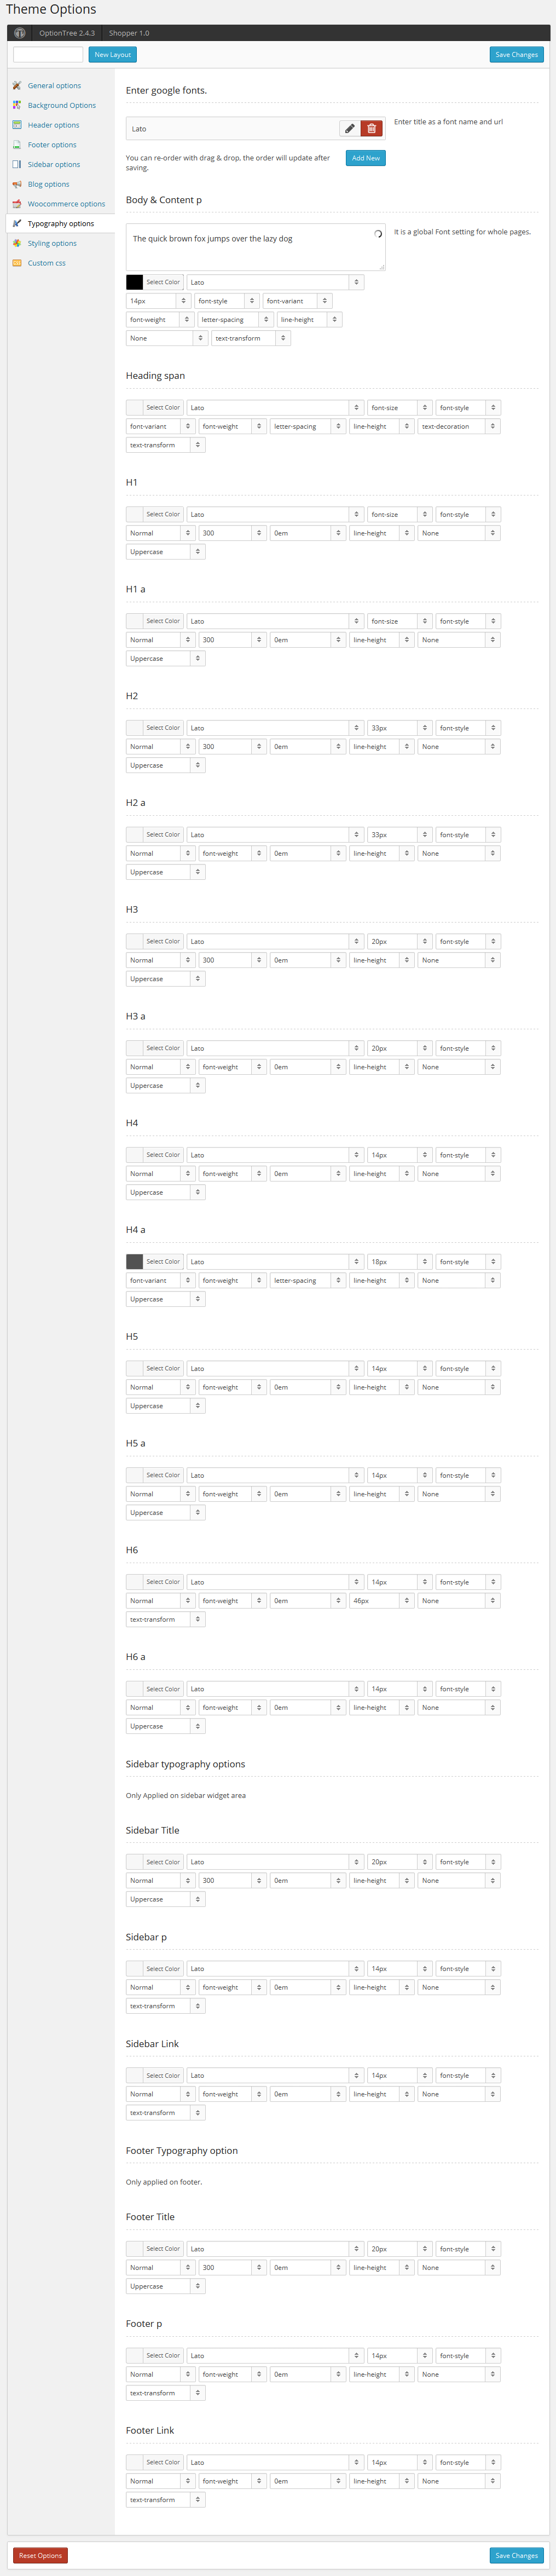 Theme Options
OptionTree 2.4.3 Shopper 1.0
New Layout Save Changes
General options
Background Options
Header options
Footer options
Sidebar options
Blog options
Woocommerce options
Typography options
Styling options
Custom css
Enter google fonts.
Lato
Enter title as a font name and url
You can re-order with drag & drop, the order will update after
saving.
Add New
Body & Content p
The quick brown fox jumps over the lazy dog
It is a global Font setting for whole pages.
Select Color Lato
14px font-style font-variant
font-weight letter-spacing line-height
None text-transform
Heading span
Select Color Lato font-size font-style
font-variant font-weight letter-spacing line-height text-decoration
text-transform
H1
Select Color Lato font-size font-style
Normal 300 0em line-height None
Uppercase
H1 a
Select Color Lato font-size font-style
Normal 300 0em line-height None
Uppercase
H2
Select Color Lato 33px font-style
Normal 300 0em line-height None
Uppercase
H2 a
Select Color Lato 33px font-style
Normal font-weight 0em line-height None
Uppercase
H3
Select Color Lato 20px font-style
Normal 300 0em line-height None
Uppercase
H3 a
Select Color Lato 20px font-style
Normal font-weight 0em line-height None
Uppercase
H4
Select Color Lato 14px font-style
Normal font-weight 0em line-height None
Uppercase
H4 a
Select Color Lato 18px font-style
font-variant font-weight letter-spacing line-height None
Uppercase
H5
Select Color Lato 14px font-style
Normal font-weight 0em line-height None
Uppercase
H5 a
Select Color Lato 14px font-style
Normal font-weight 0em line-height None
Uppercase
H6
Select Color Lato 14px font-style
Normal font-weight 0em 46px None
text-transform
H6 a
Select Color Lato 14px font-style
Normal font-weight 0em line-height None
Uppercase
Sidebar typography options
Only Applied on sidebar widget area
Sidebar Title
Select Color Lato 20px font-style
Normal 300 0em line-height None
Uppercase
Sidebar p
Select Color Lato 14px font-style
Normal font-weight 0em line-height None
text-transform
Sidebar Link
Select Color Lato 14px font-style
Normal font-weight 0em line-height None
text-transform
Footer Typography option
Only applied on footer.
Footer Title
Select Color Lato 20px font-style
Normal 300 0em line-height None
Uppercase
Footer p
Select Color Lato 14px font-style
Normal font-weight 0em line-height None
text-transform
Footer Link
Select Color Lato 14px font-style
Normal font-weight 0em line-height None
text-transform
Reset Options Save Changes